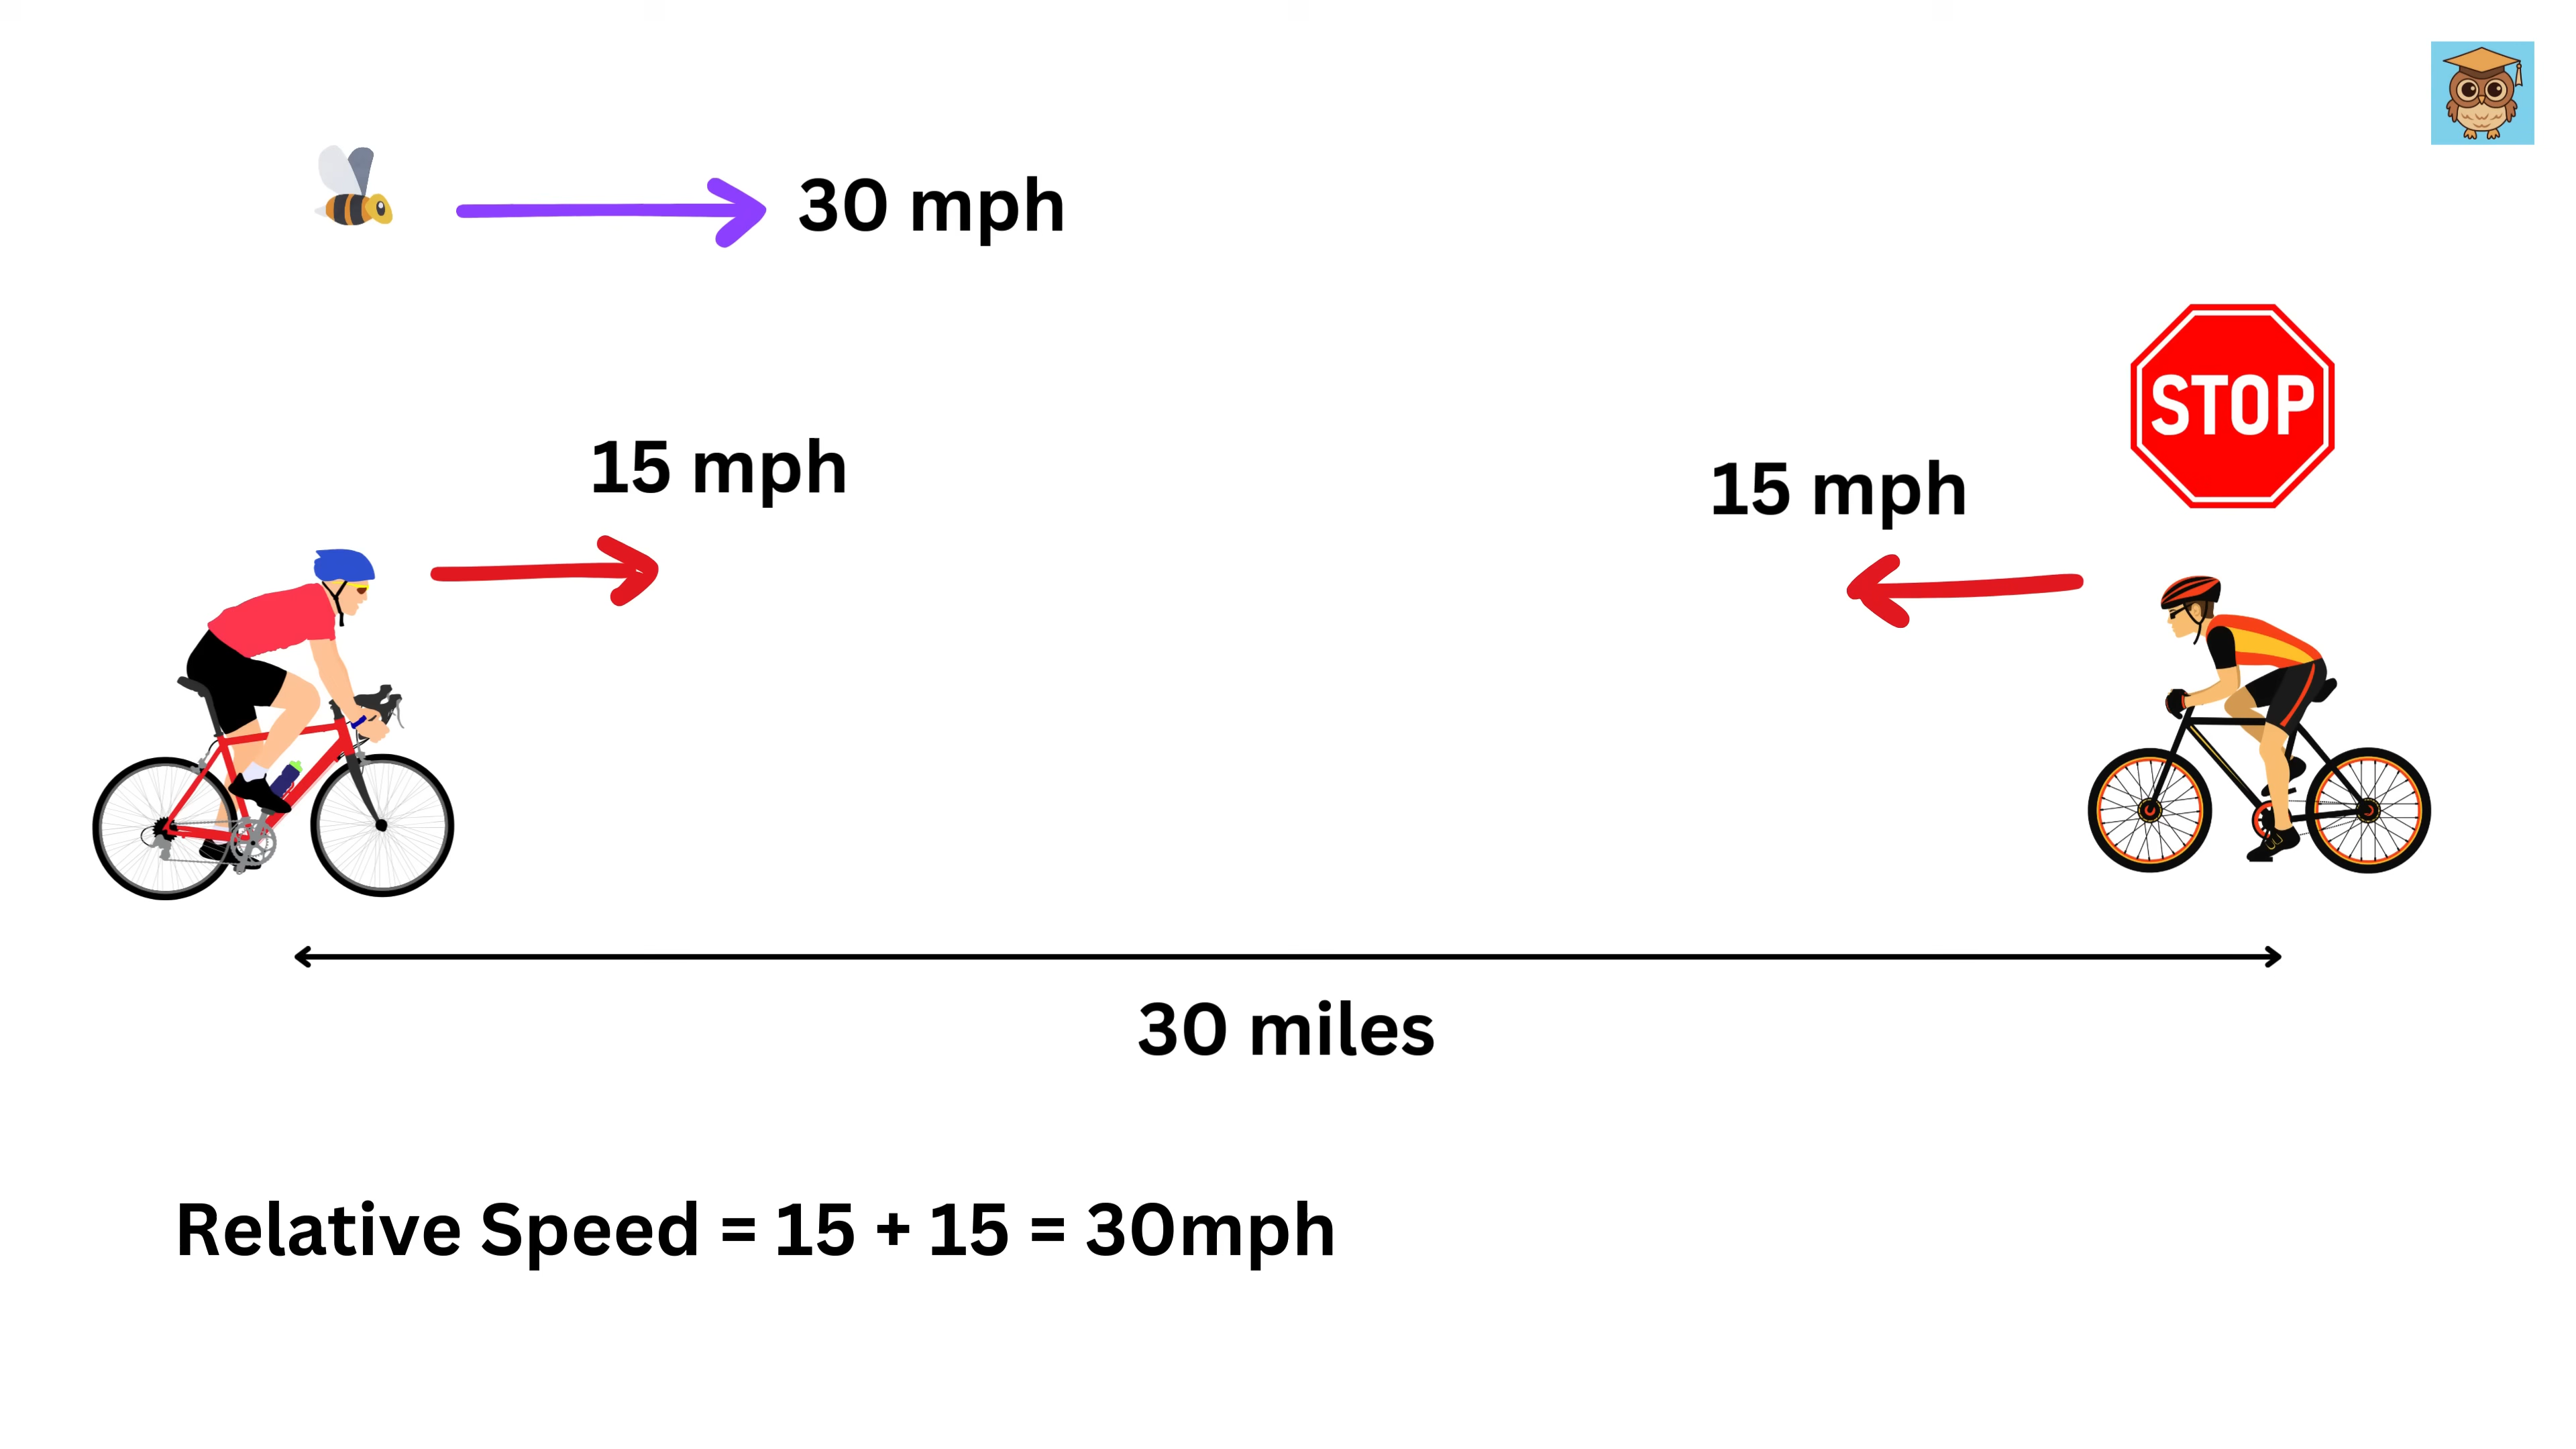 30 mph
STOP
15 mph
15 mph
30 miles
Relative Speed = 15 + 15 = 30mph